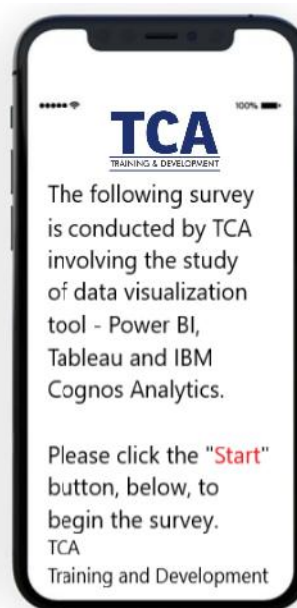 100%
TCA
TRAINING & DEVELOPMENT
The following survey
is conducted by TCA
involving the study
of data visualization
tool - Power BI,
Tableau and IBM
Cognos Analytics.
Please click the "Start"
button, below, to
begin the survey.
TCA
Training and Development